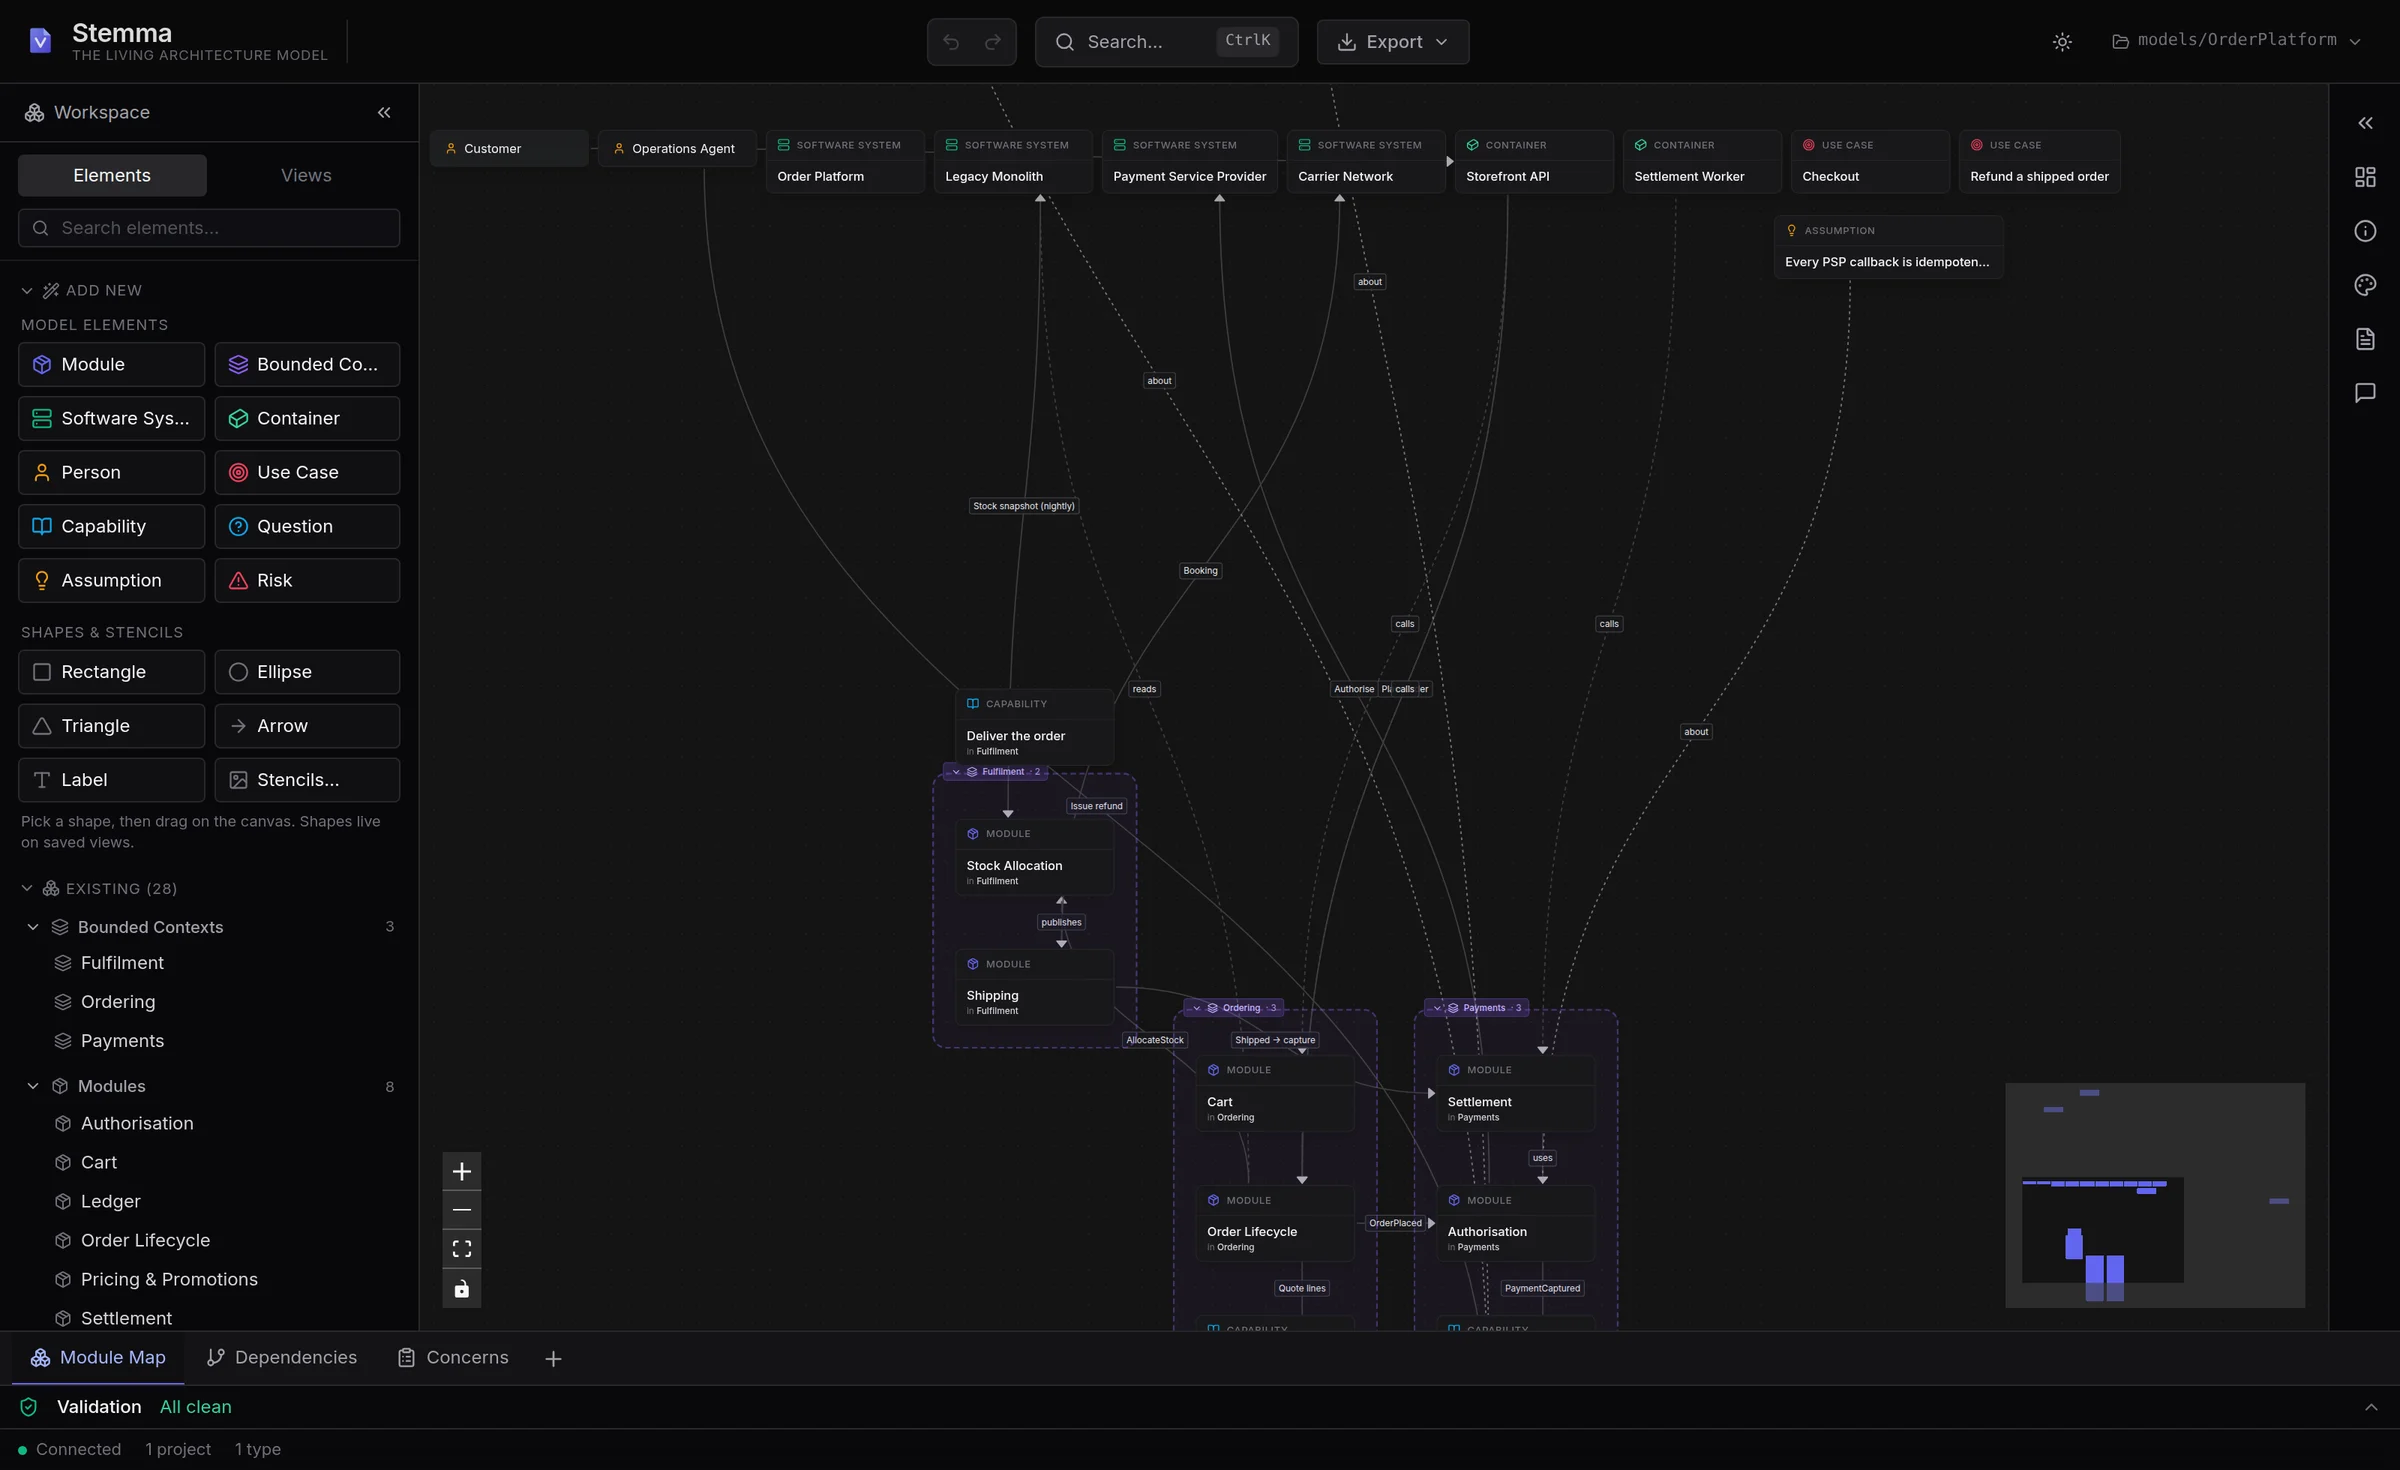 Stemma
THE LIVING ARCHITECTURE MODEL
Search...
CtrlK
Export
models/OrderPlatform
Workspace
Elements
Views
Search elements...
ADD NEW
MODEL ELEMENTS
Module
Bounded Co...
Software Sys...
Container
Person
Use Case
Capability
Question
Assumption
Risk
SHAPES & STENCILS
Rectangle
Ellipse
Triangle
Arrow
Label
Stencils...
Pick a shape, then drag on the canvas. Shapes live
on saved views.
EXISTING (28)
Bounded Contexts 3
Fulfilment
Ordering
Payments
Modules 8
Authorisation
Cart
Ledger
Order Lifecycle
Pricing & Promotions
Settlement
Customer
Operations Agent
SOFTWARE SYSTEM
Order Platform
SOFTWARE SYSTEM
Legacy Monolith
SOFTWARE SYSTEM
Payment Service Provider
SOFTWARE SYSTEM
Carrier Network
CONTAINER
Storefront API
CONTAINER
Settlement Worker
USE CASE
Checkout
USE CASE
Refund a shipped order
ASSUMPTION
Every PSP callback is idempoten...
about
about
Stock snapshot (nightly)
Booking
calls
calls
reads
Authorise
calls
about
CAPABILITY
Deliver the order
in Fulfilment
Fulfilment · 2
Issue refund
MODULE
Stock Allocation
in Fulfilment
publishes
MODULE
Shipping
in Fulfilment
AllocateStock
Ordering · 3
Shipped → capture
MODULE
Cart
in Ordering
MODULE
Order Lifecycle
in Ordering
OrderPlaced
Quote lines
CAPABILITY
Payments · 3
MODULE
Settlement
in Payments
uses
MODULE
Authorisation
in Payments
PaymentCaptured
CAPABILITY
Module Map
Dependencies
Concerns
Validation All clean
Connected 1 project 1 type